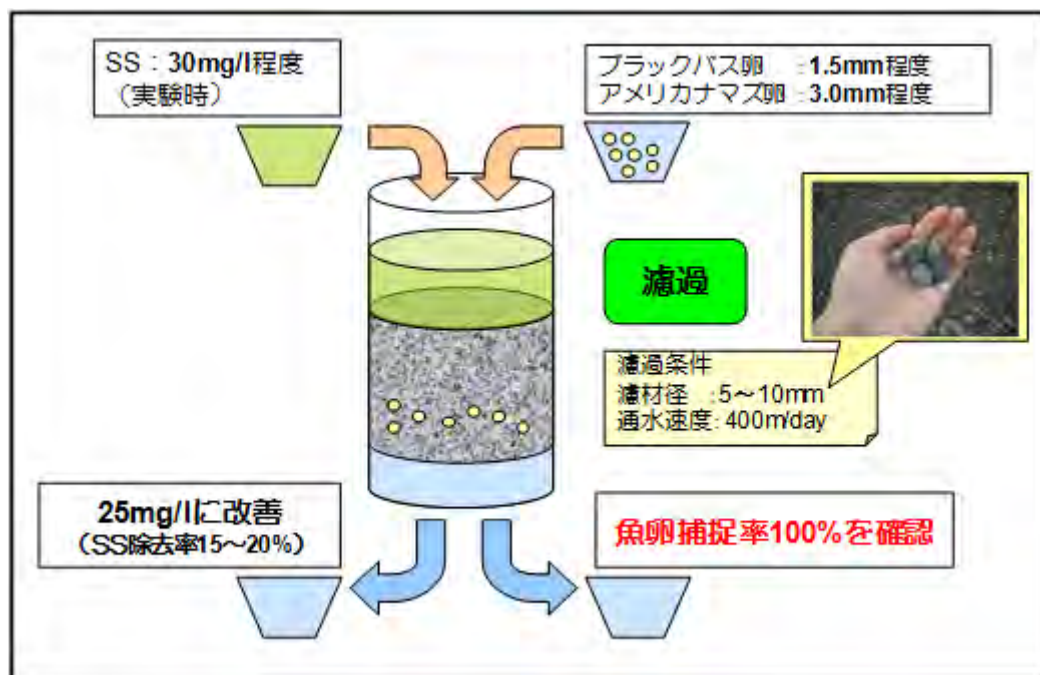 SS：30mg/l程度
（実験時）
ブラックバス卵　：1.5mm程度
アメリカナマズ卵：3.0mm程度
濾過
濾過条件
濾材径　：5～10mm
通水速度：400m/day
25mg/lに改善
（SS除去率15～20%）
魚卵捕捉率100%を確認